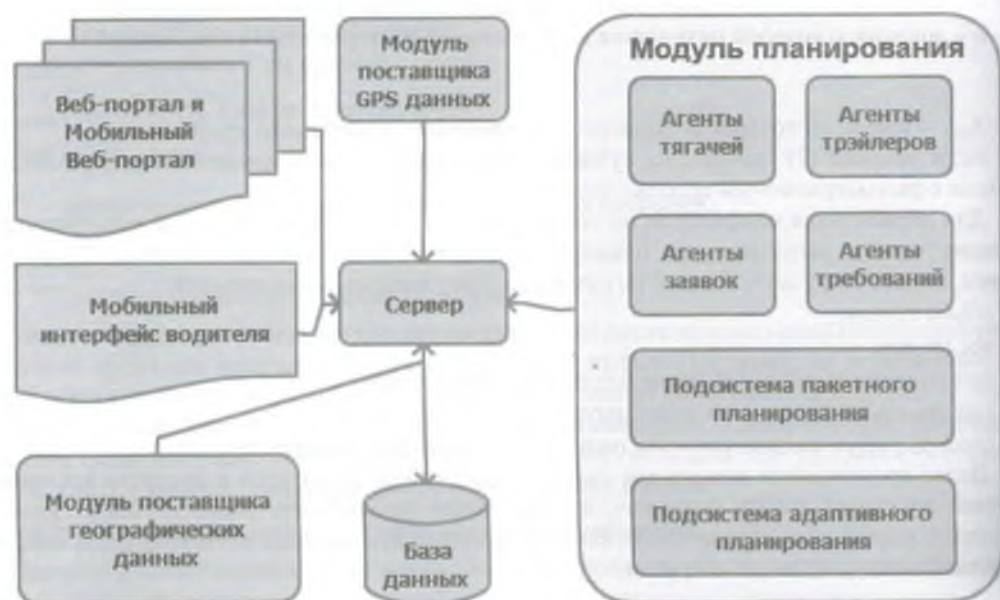 Веб-портал и
Мобильный
Веб-портал
Модуль
поставщика
GPS данных
Модуль планирования
Агенты
тягачей
Агенты
трэйлеров
Агенты
заявок
Агенты
требований
Мобильный
интерфейс водителя
Сервер
Подсистема пакетного
планирования
Модуль поставщика
географических
данных
База
данных
Подсистема адаптивного
планирования